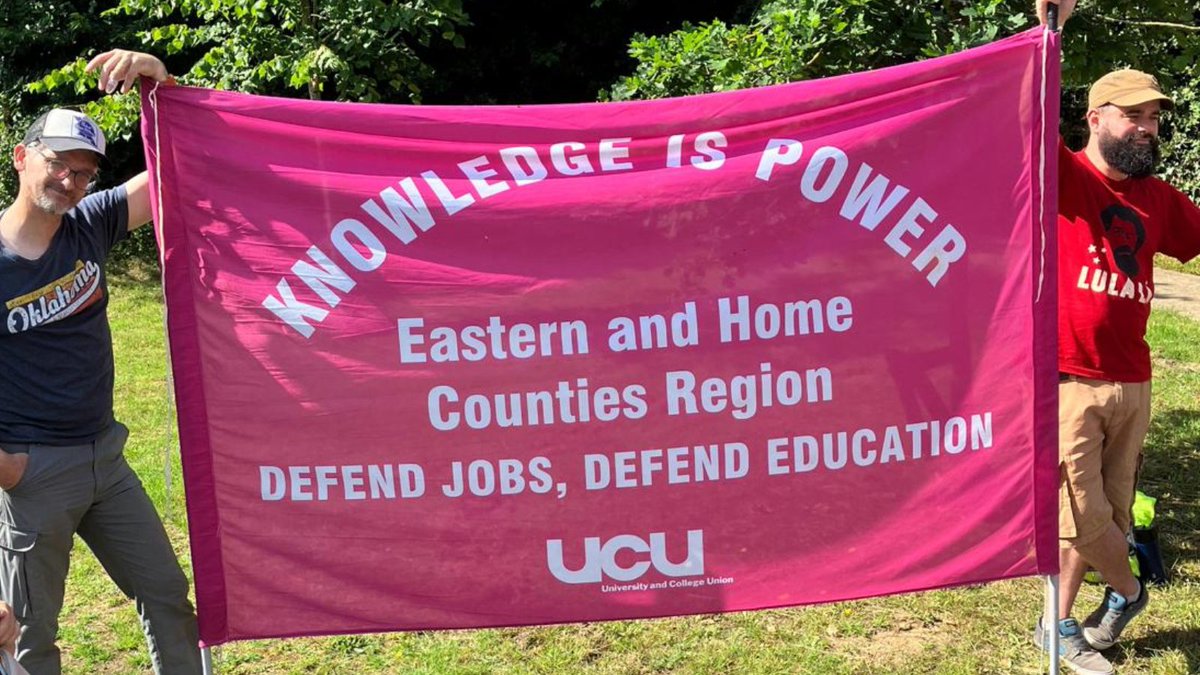 KNOWLEDGE IS POWER
Eastern and Home
Counties Region
DEFEND JOBS, DEFEND EDUCATION
UCU
University and College Union
Oklahoma
LULA